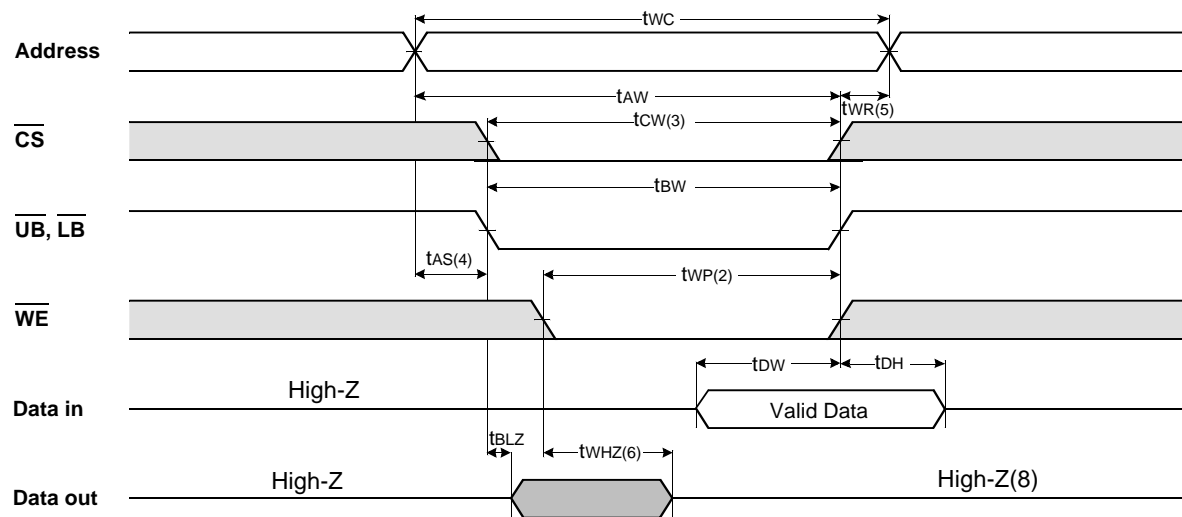 tWC
Address
tAW
tWR(5)
tCW(3)
CS
tBW
UB, LB
tAS(4)
tWP(2)
WE
tDW
tDH
High-Z
Data in
Valid Data
tBLZ
tWHZ(6)
High-Z
High-Z(8)
Data out